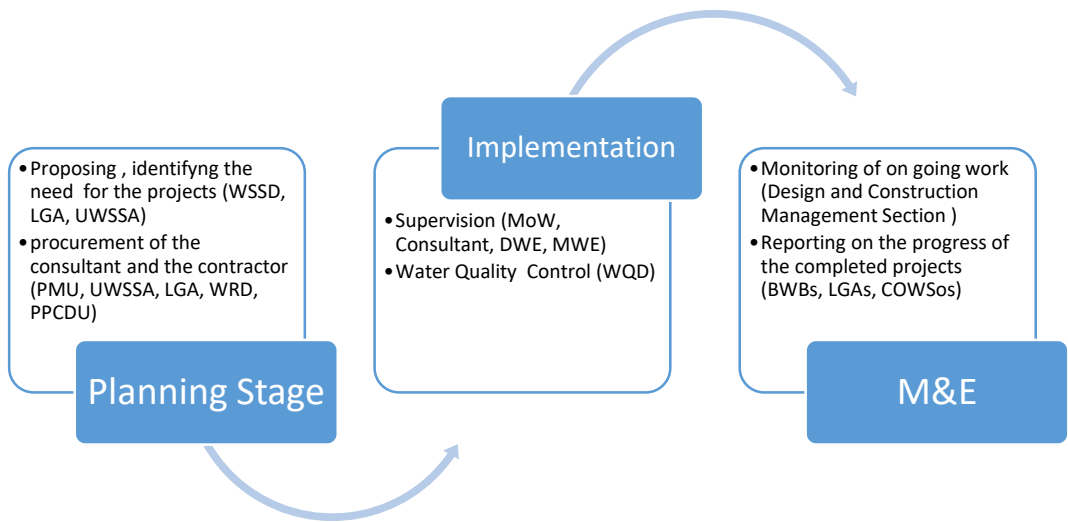 •Proposing , identifyng the
need for the projects (WSSD,
LGA, UWSSA)
•procurement of the
consultant and the contractor
(PMU, UWSSA, LGA, WRD,
PPCDU)
Planning Stage
Implementation
•Supervision (MoW,
Consultant, DWE, MWE)
•Water Quality Control (WQD)
•Monitoring of on going work
(Design and Construction
Management Section )
•Reporting on the progress of
the completed projects
(BWBs, LGAs, COWSos)
M&E